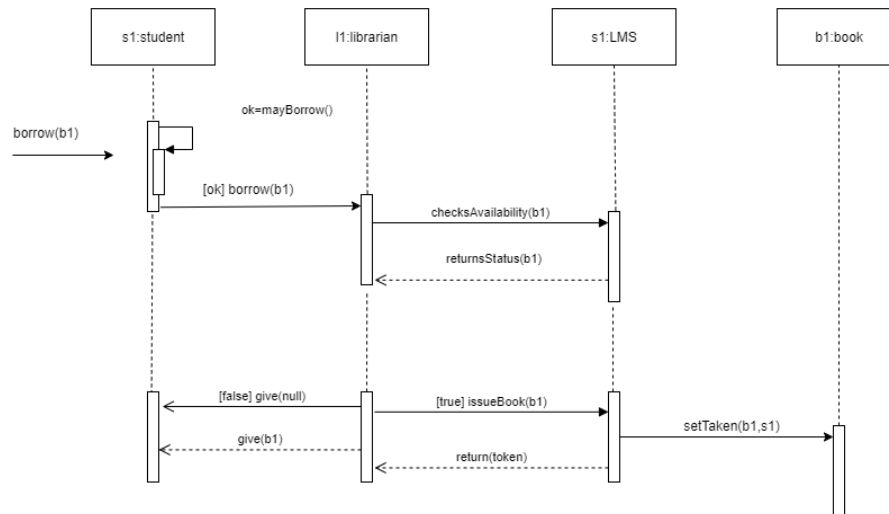 s1:student
l1:librarian
s1:LMS
b1:book
ok=mayBorrow()
borrow(b1)
[ok] borrow(b1)
checksAvailability(b1)
returnsStatus(b1)
[false] give(null)
[true] issueBook(b1)
setTaken(b1,s1)
give(b1)
return(token)